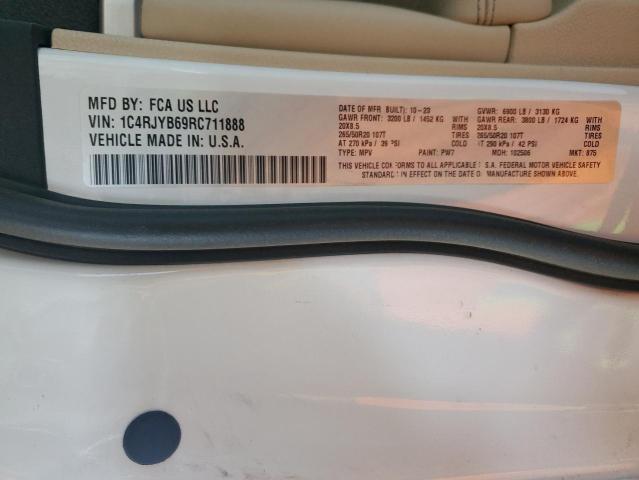 MFD BY: FCA US LLC
VIN: 1C4RJYB69RC711888
VEHICLE MADE IN: U.S.A.
DATE OF MFR BUILT: 10-23 GVWR: 6900 LB / 3130 KG
GAWR FRONT: 3200 LB / 1452 KG WITH GAWR REAR: 3800 LB / 1724 KG WITH
20X8.5 TIRES 20X8.5 TIRES
265/50R20 107T RIMS 265/50R20 107T RIMS
AT 270 kPa / 39 PSI COLD AT 290 kPa / 42 PSI COLD
TYPE: MPV PAINT: PW7 MDH: 102506 MKT: 875
THIS VEHICLE CONFORMS TO ALL APPLICABLE U.S.A. FEDERAL MOTOR VEHICLE SAFETY
STANDARDS IN EFFECT ON THE DATE OF MANUFACTURE SHOWN ABOVE.